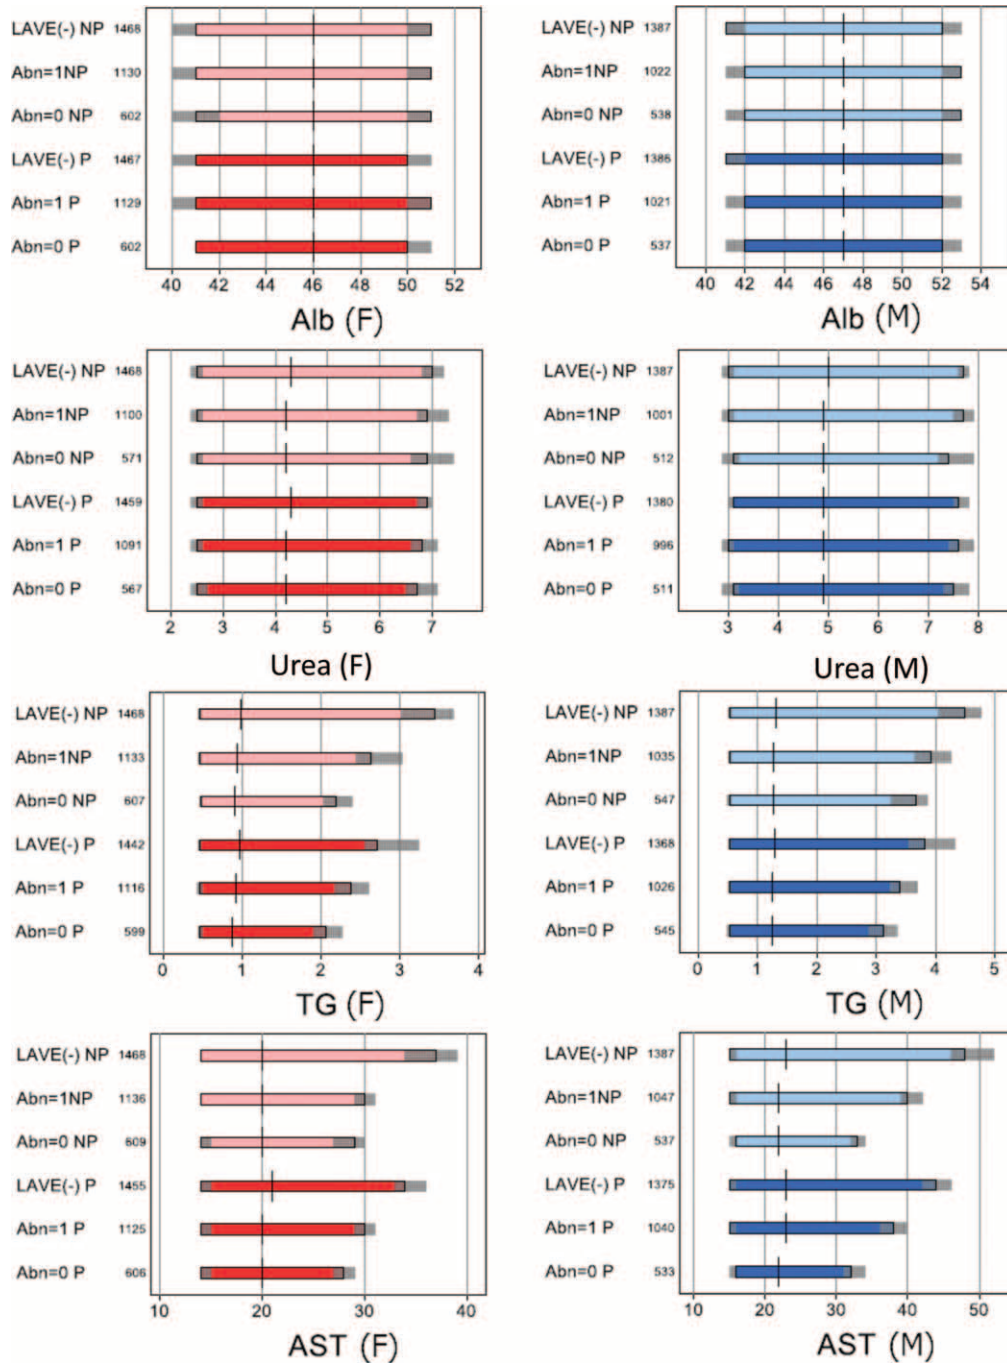 LAVE(-) NP 1468
Abn=1NP 1130
Abn=0 NP 602
LAVE(-) P 1467
Abn=1 P 1129
Abn=0 P 602
40 42 44 46 48 50 52
Alb (F)
LAVE(-) NP 1387
Abn=1NP 1022
Abn=0 NP 538
LAVE(-) P 1386
Abn=1 P 1021
Abn=0 P 537
40 42 44 46 48 50 52 54
Alb (M)
LAVE(-) NP 1468
Abn=1NP 1100
Abn=0 NP 571
LAVE(-) P 1459
Abn=1 P 1091
Abn=0 P 567
2 3 4 5 6 7
Urea (F)
LAVE(-) NP 1387
Abn=1NP 1001
Abn=0 NP 512
LAVE(-) P 1380
Abn=1 P 996
Abn=0 P 511
3 4 5 6 7 8
Urea (M)
LAVE(-) NP 1468
Abn=1NP 1133
Abn=0 NP 607
LAVE(-) P 1442
Abn=1 P 1116
Abn=0 P 599
0 1 2 3 4
TG (F)
LAVE(-) NP 1387
Abn=1NP 1035
Abn=0 NP 547
LAVE(-) P 1368
Abn=1 P 1026
Abn=0 P 545
0 1 2 3 4 5
TG (M)
LAVE(-) NP 1468
Abn=1NP 1136
Abn=0 NP 609
LAVE(-) P 1455
Abn=1 P 1125
Abn=0 P 606
10 20 30 40
AST (F)
LAVE(-) NP 1387
Abn=1NP 1047
Abn=0 NP 537
LAVE(-) P 1375
Abn=1 P 1040
Abn=0 P 533
10 20 30 40 50
AST (M)